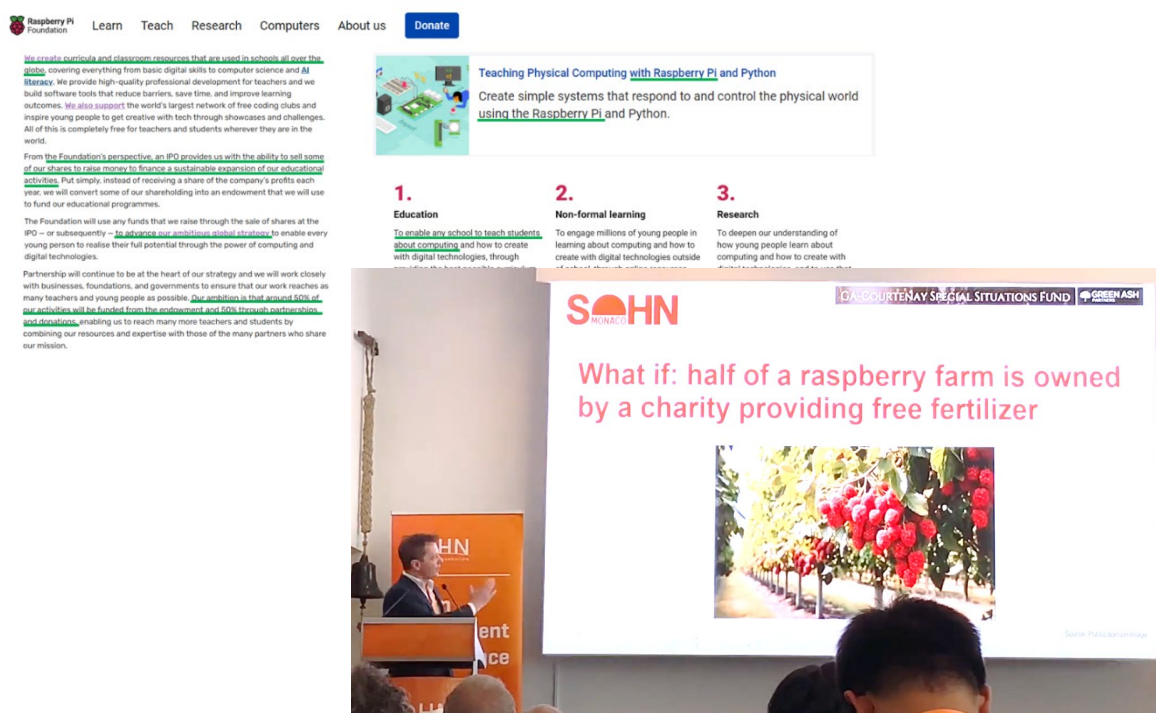 Raspberry Pi
Foundation
Learn Teach Research Computers About us Donate
We create curricula and classroom resources that are used in schools all over the
globe, covering everything from basic digital skills to computer science and AI
literacy. We provide high-quality professional development for teachers and we
build software tools that reduce barriers, save time, and improve learning
outcomes. We also support the world's largest network of free coding clubs and
inspire young people to get creative with tech through showcases and challenges.
All of this is completely free for teachers and students wherever they are in the
world.
From the Foundation's perspective, an IPO provides us with the ability to sell some
of our shares to raise money to finance a sustainable expansion of our educational
activities. Put simply, instead of receiving a share of the company's profits each
year, we will convert some of our shareholding into an endowment that we will use
to fund our educational programmes.
The Foundation will use any funds that we raise through the sale of shares at the
IPO – or subsequently – to advance our ambitious global strategy to enable every
young person to realise their full potential through the power of computing and
digital technologies.
Partnership will continue to be at the heart of our strategy and we will work closely
with businesses, foundations, and governments to ensure that our work reaches as
many teachers and young people as possible. Our ambition is that around 50% of
our activities will be funded from the endowment and 50% through partnerships
and donations, enabling us to reach many more teachers and students by
combining our resources and expertise with those of the many partners who share
our mission.
Teaching Physical Computing with Raspberry Pi and Python
Create simple systems that respond to and control the physical world
using the Raspberry Pi and Python.
1.
Education
To enable any school to teach students
about computing and how to create
with digital technologies, through
2.
Non-formal learning
To engage millions of young people in
learning about computing and how to
create with digital technologies outside
3.
Research
To deepen our understanding of
how young people learn about
computing and how to create with
SOHN
MONACO
GA-COURTENAY SPECIAL SITUATIONS FUND
GREEN ASH
PARTNERS
What if: half of a raspberry farm is owned
by a charity providing free fertilizer
HN
ent
ce